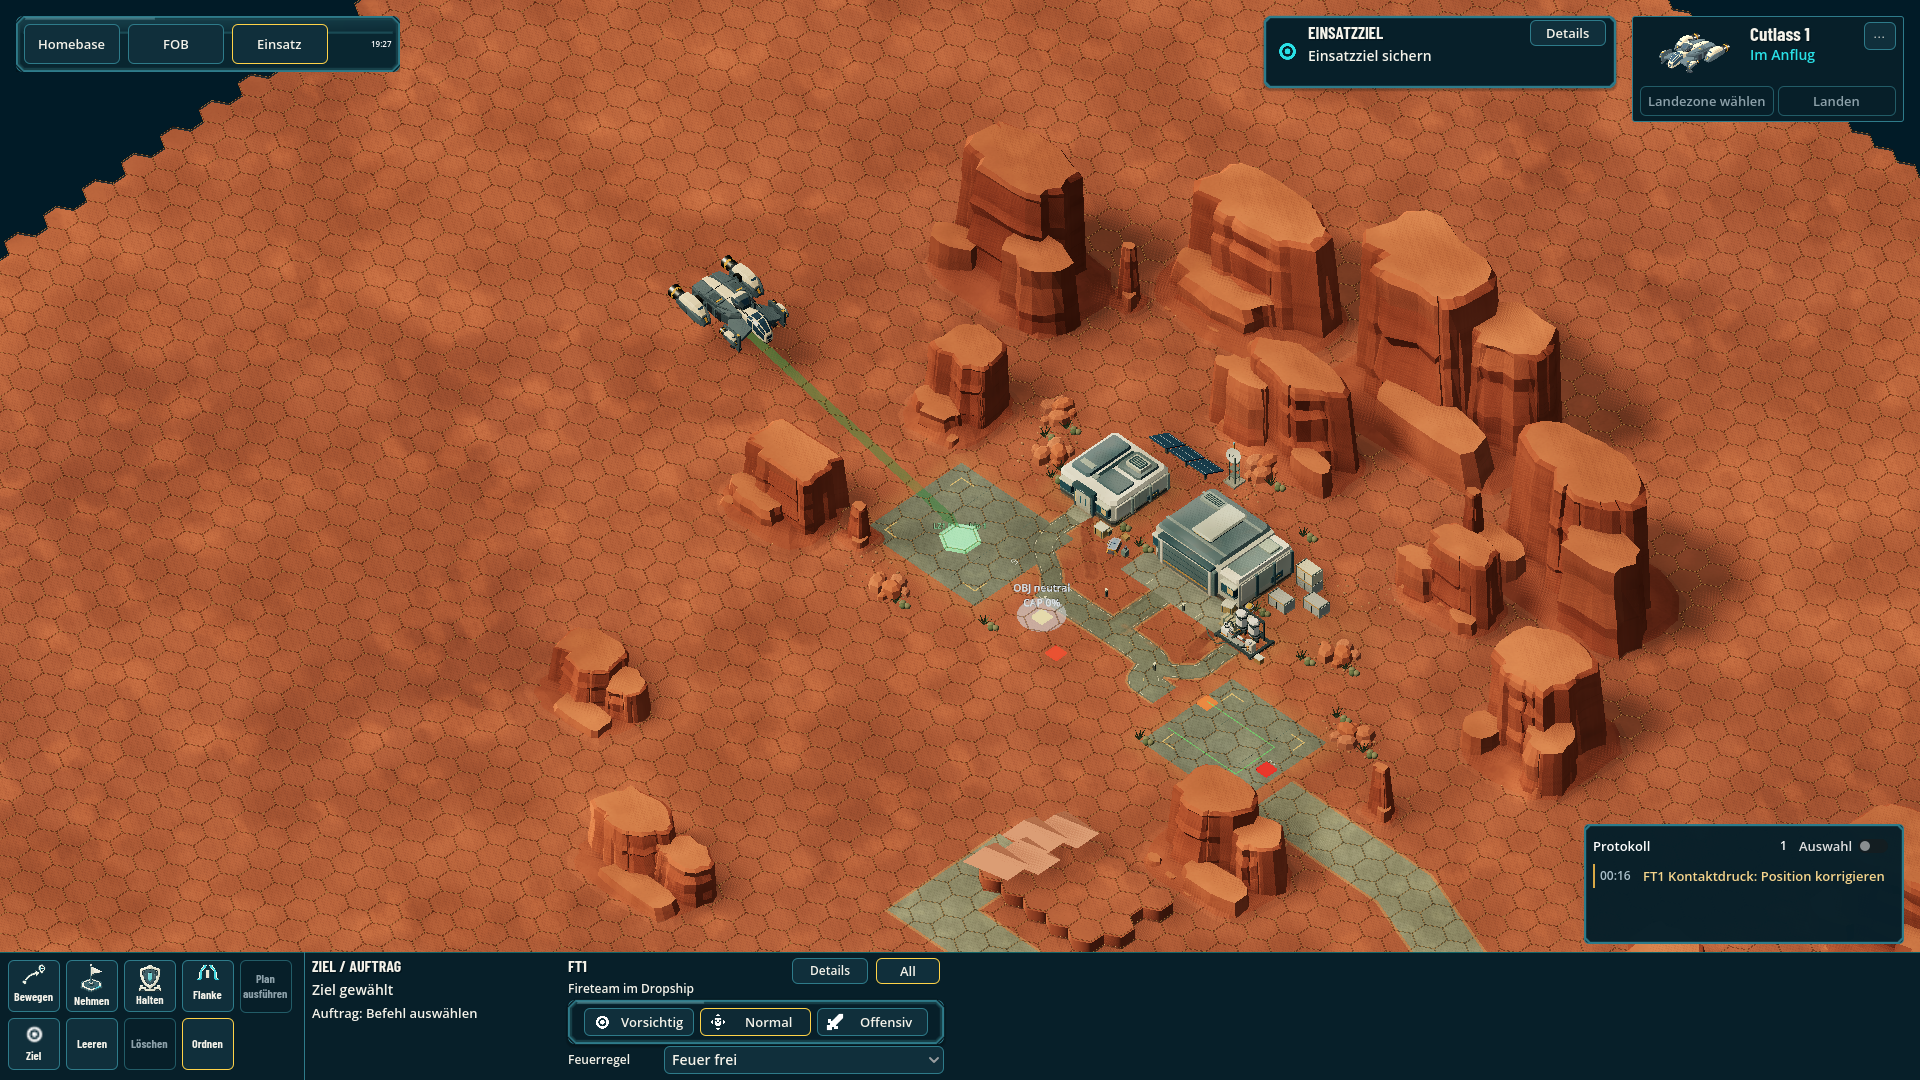 Homebase
FOB
Einsatz
19:27
EINSATZZIEL
Einsatzziel sichern
Details
Cutlass 1
Im Anflug
...
Landezone wählen
Landen
OBJ neutral
CAP 0%
Protokoll
1
Auswahl
00:16
FT1 Kontaktdruck: Position korrigieren
Bewegen
Nehmen
Halten
Flanke
Plan
ausführen
Ziel
Leeren
Löschen
Ordnen
ZIEL / AUFTRAG
Ziel gewählt
Auftrag: Befehl auswählen
FT1
Details
All
Fireteam im Dropship
Vorsichtig
Normal
Offensiv
Feuerregel
Feuer frei